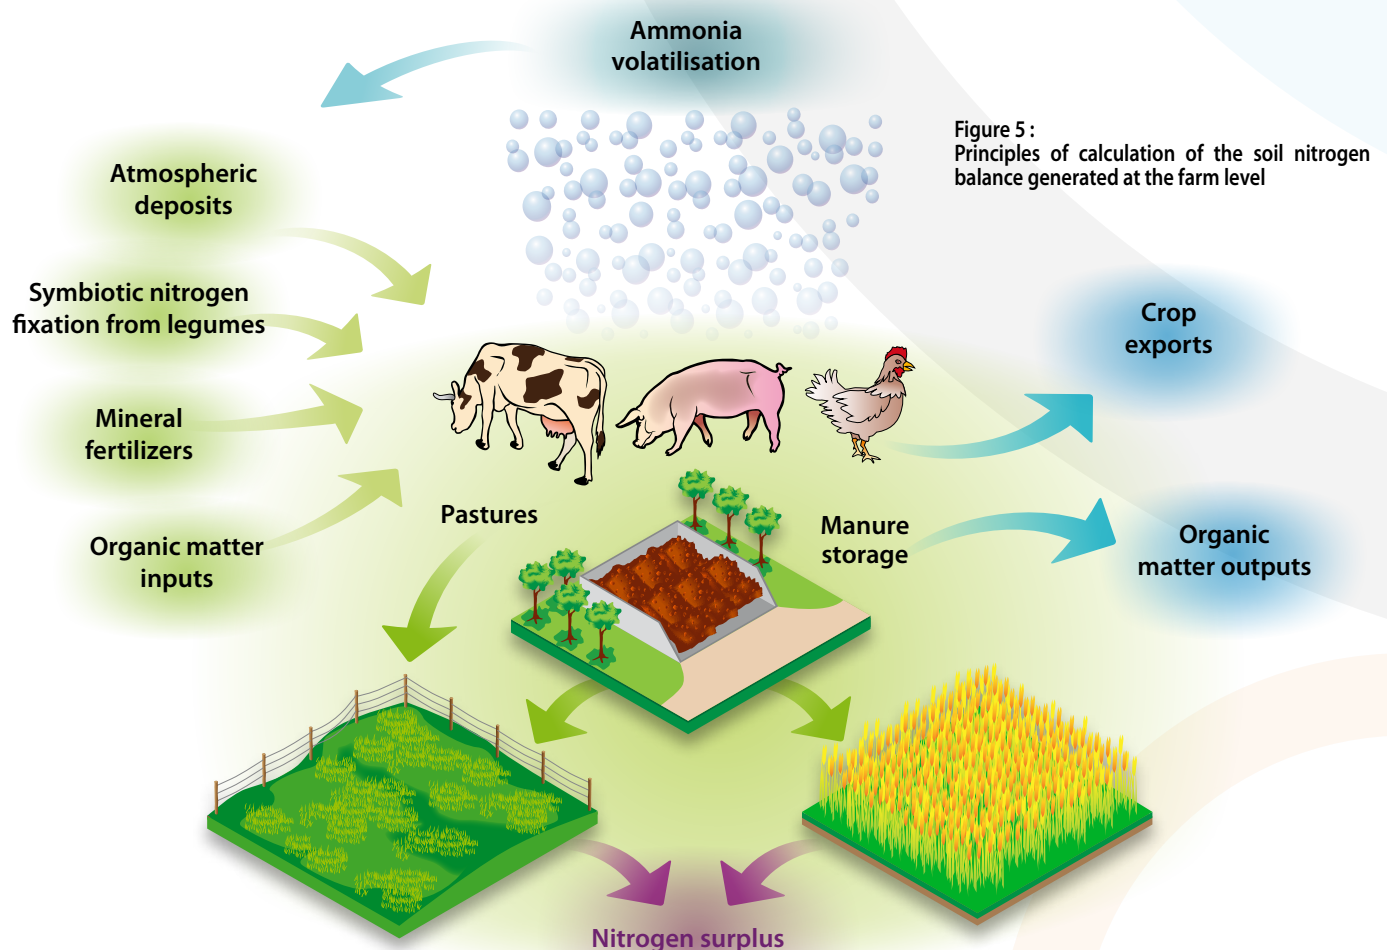 Ammonia
volatilisation
Figure 5 :
Principles of calculation of the soil nitrogen
balance generated at the farm level
Atmospheric
deposits
Symbiotic nitrogen
fixation from legumes
Crop
exports
Mineral
fertilizers
Pastures
Manure
storage
Organic matter
inputs
Organic
matter outputs
Nitrogen surplus